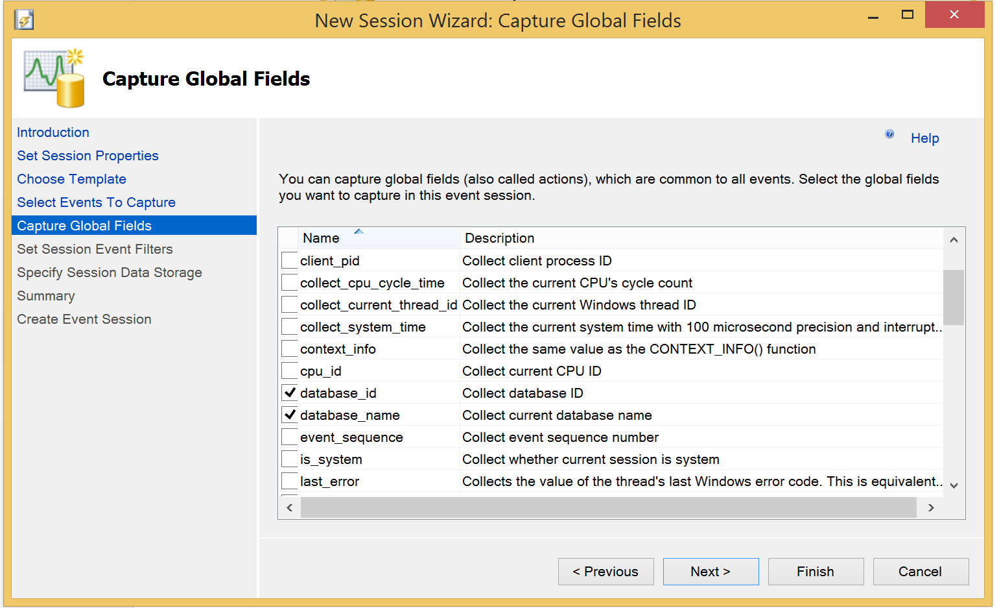 New Session Wizard: Capture Global Fields
Capture Global Fields
Introduction
Set Session Properties
Choose Template
Select Events To Capture
Capture Global Fields
Set Session Event Filters
Specify Session Data Storage
Summary
Create Event Session
Help
You can capture global fields (also called actions), which are common to all events. Select the global fields
you want to capture in this event session.
Name Description
client_pid Collect client process ID
collect_cpu_cycle_time Collect the current CPU's cycle count
collect_current_thread_id Collect the current Windows thread ID
collect_system_time Collect the current system time with 100 microsecond precision and interrupt..
context_info Collect the same value as the CONTEXT_INFO() function
cpu_id Collect current CPU ID
database_id Collect database ID
database_name Collect current database name
event_sequence Collect event sequence number
is_system Collect whether current session is system
last_error Collects the value of the thread's last Windows error code. This is equivalent..
< Previous Next > Finish Cancel